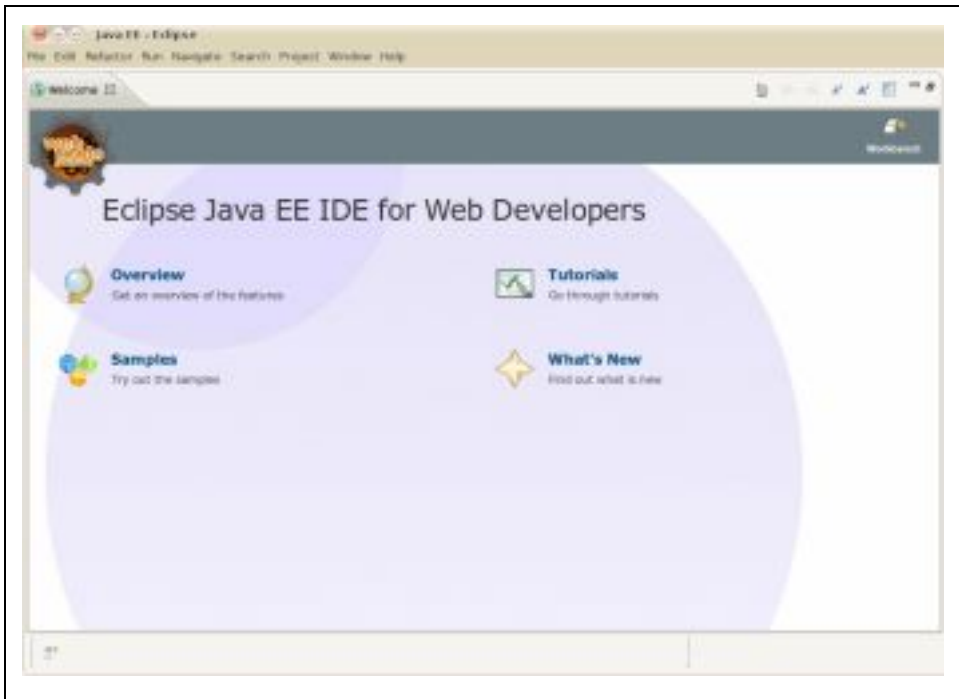 Java EE - Eclipse
File Edit Refactor Run Navigate Search Project Window Help
Welcome
Workbench
Eclipse Java EE IDE for Web Developers
Overview
Get an overview of the features
Tutorials
Go through tutorials
Samples
Try out the samples
What's New
Find out what is new